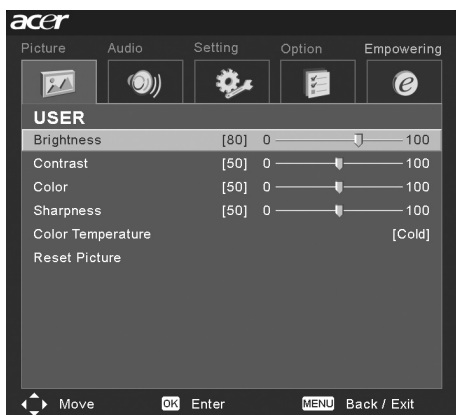 acer
Picture Audio Setting Option Empowering
e
USER
Brightness [80] 0 100
Contrast [50] 0 100
Color [50] 0 100
Sharpness [50] 0 100
Color Temperature [Cold]
Reset Picture
Move OK Enter MENU Back / Exit